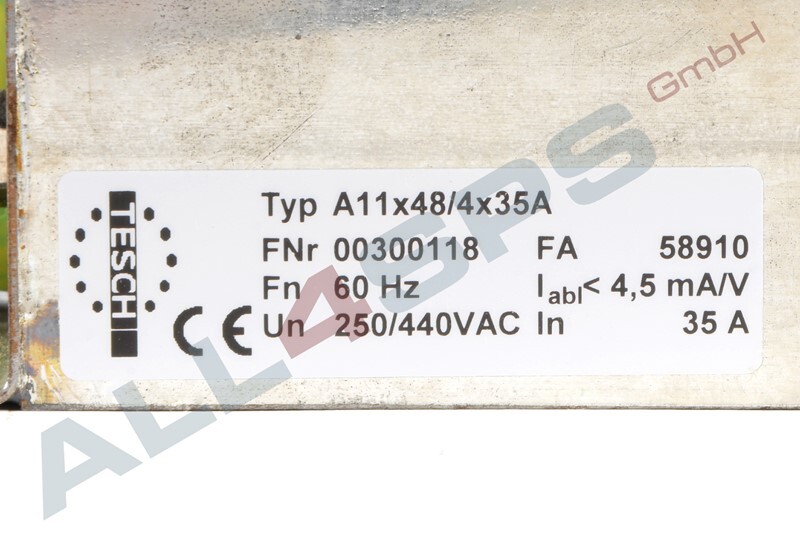 Typ A11x48/4x35A
FNr 00300118 FA 58910
Fn 60 Hz Iabl< 4,5 mA/V
Un 250/440VAC In 35 A
TESCH
CE
ALL4SPS GmbH